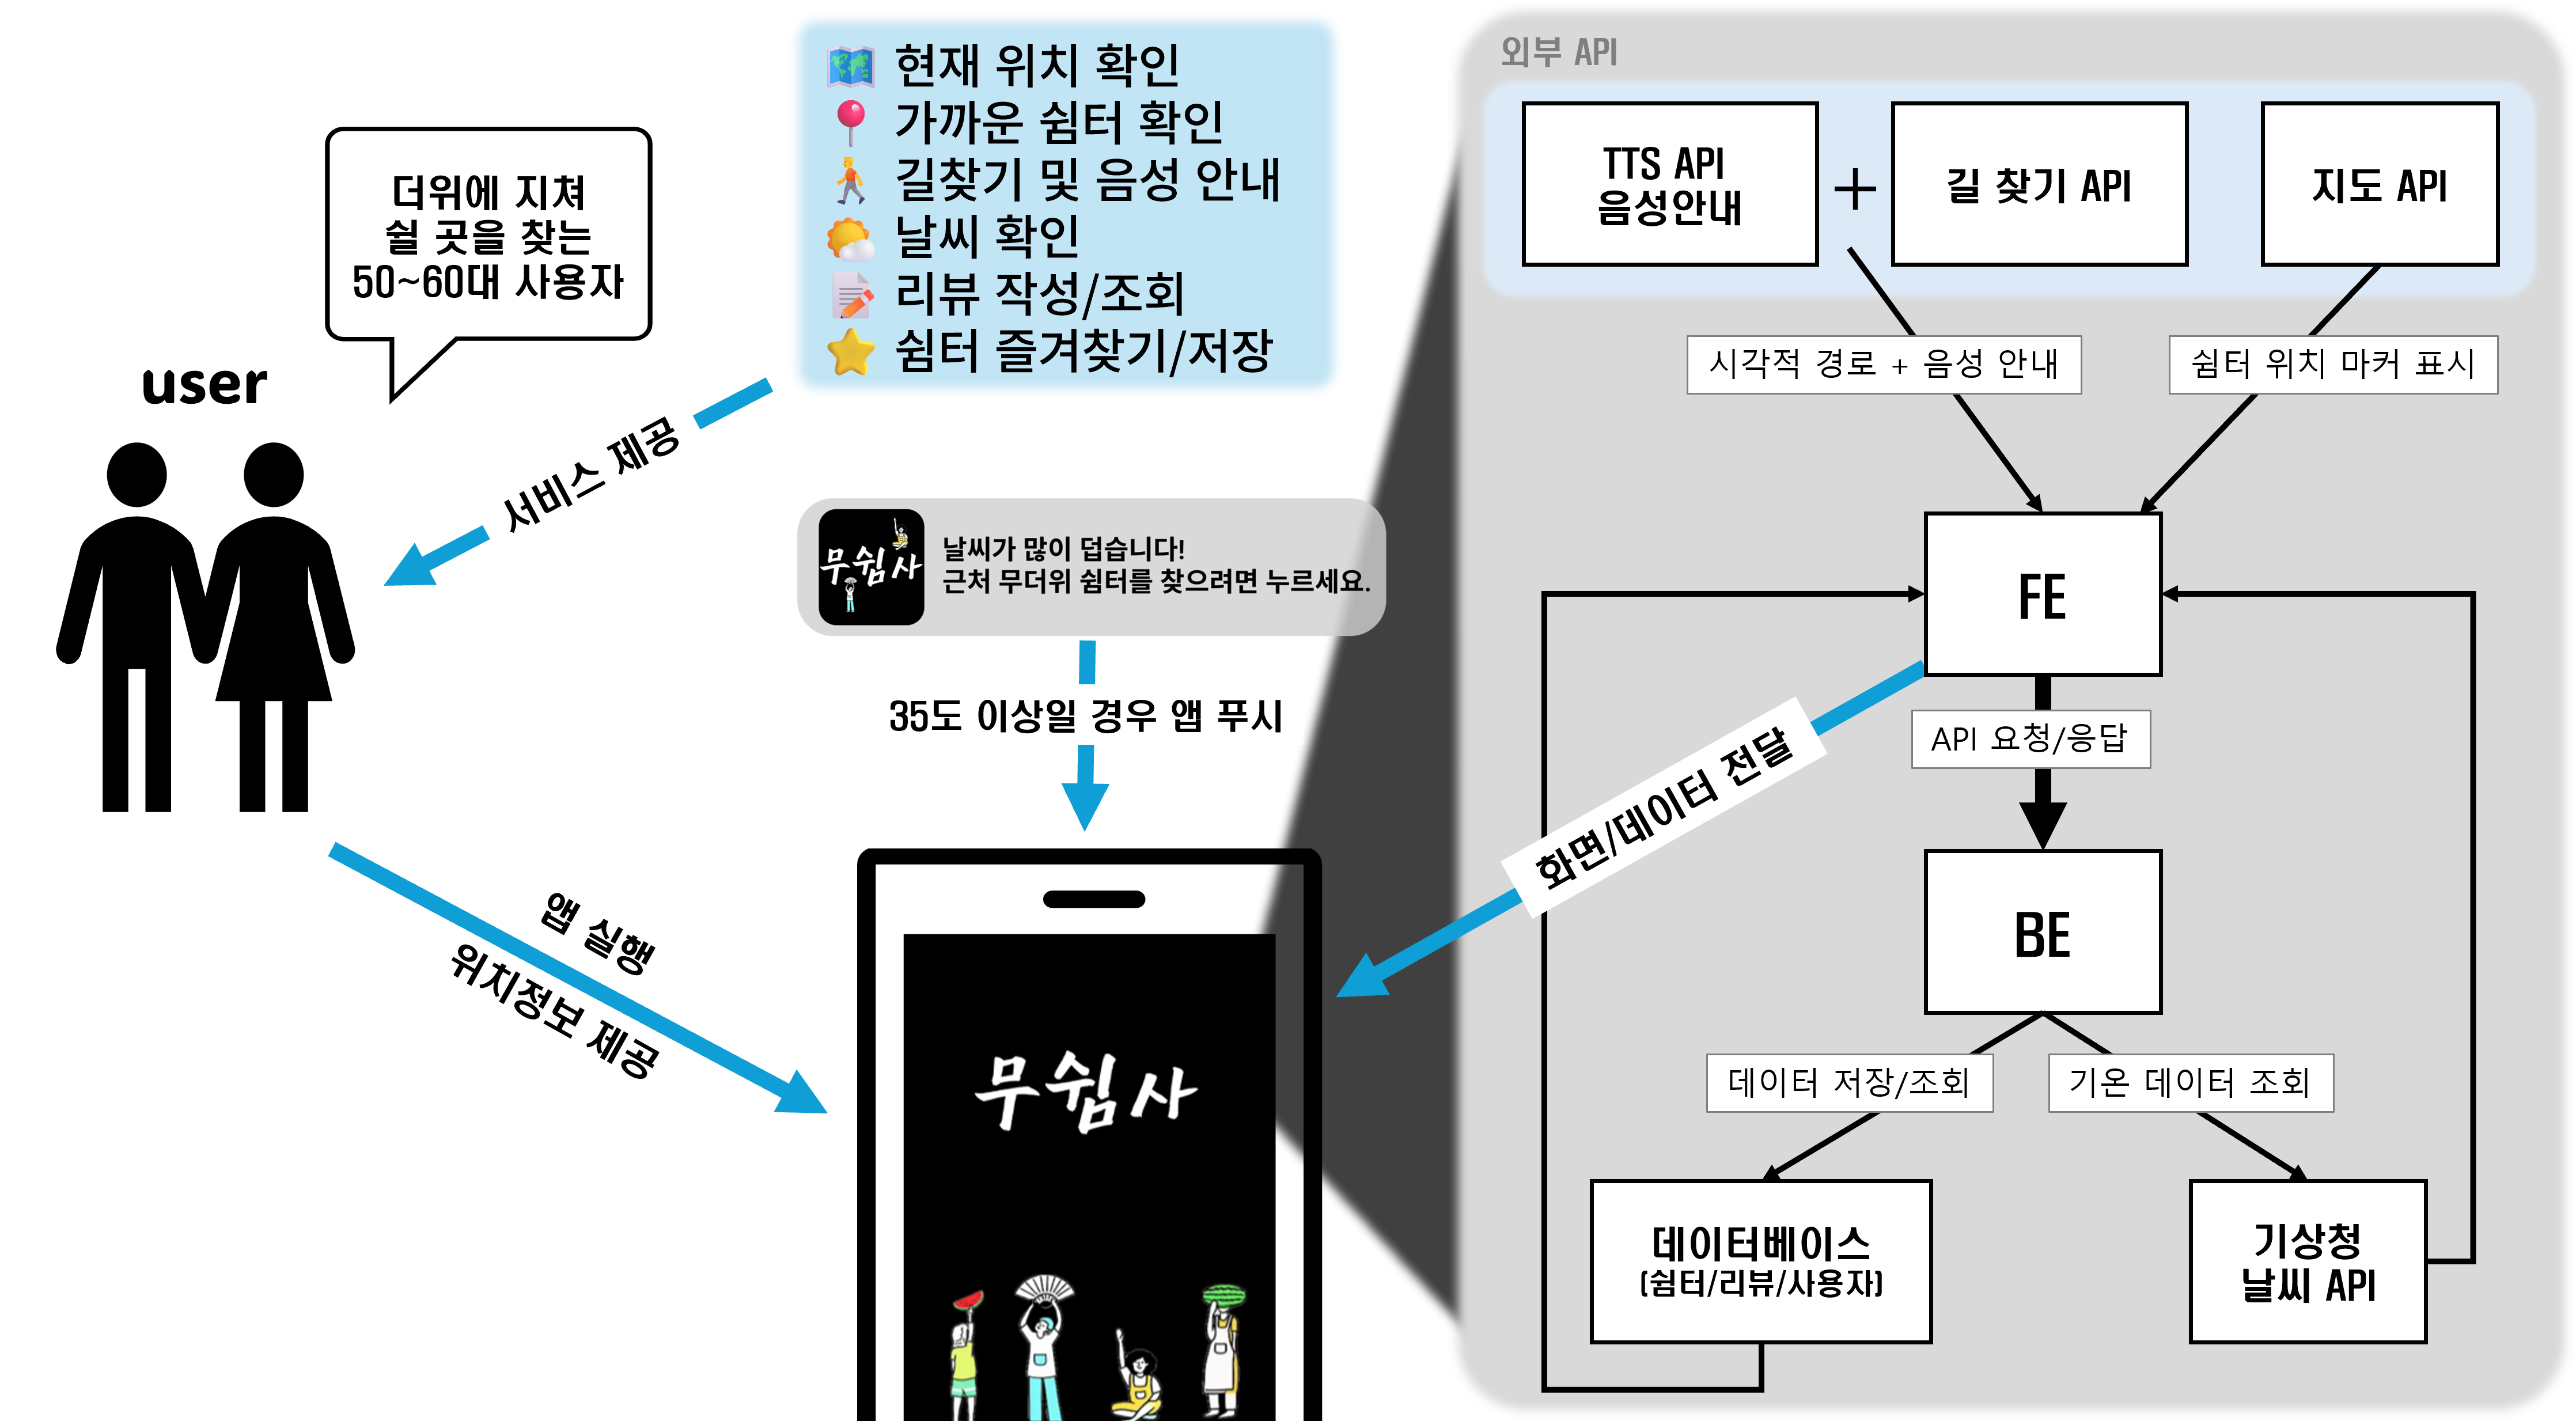 현재 위치 확인
가까운 쉼터 확인
길찾기 및 음성 안내
날씨 확인
리뷰 작성/조회
쉼터 즐겨찾기/저장
더위에 지쳐
쉴 곳을 찾는
50~60대 사용자
user
서비스 제공
무쉼사
날씨가 많이 덥습니다!
근처 무더위 쉼터를 찾으려면 누르세요.
35도 이상일 경우 앱 푸시
앱 실행
위치정보 제공
무쉼사
외부 API
TTS API
음성안내
+
길 찾기 API
지도 API
시각적 경로 + 음성 안내
쉼터 위치 마커 표시
FE
API 요청/응답
화면/데이터 전달
BE
데이터 저장/조회
기온 데이터 조회
데이터베이스
(쉼터/리뷰/사용자)
기상청
날씨 API